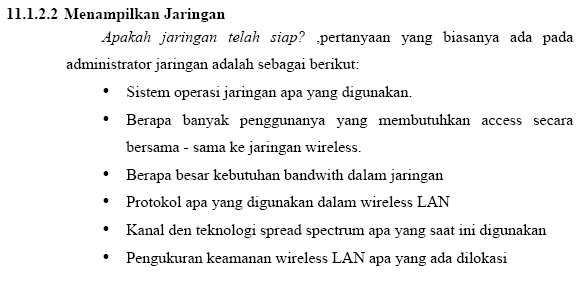 11.1.2.2 Menampilkan Jaringan
Apakah jaringan telah siap? ,pertanyaan yang biasanya ada pada
administrator jaringan adalah sebagai berikut:
• Sistem operasi jaringan apa yang digunakan.
• Berapa banyak penggunanya yang membutuhkan access secara
bersama - sama ke jaringan wireless.
• Berapa besar kebutuhan bandwith dalam jaringan
• Protokol apa yang digunakan dalam wireless LAN
• Kanal den teknologi spread spectrum apa yang saat ini digunakan
• Pengukuran keamanan wireless LAN apa yang ada dilokasi